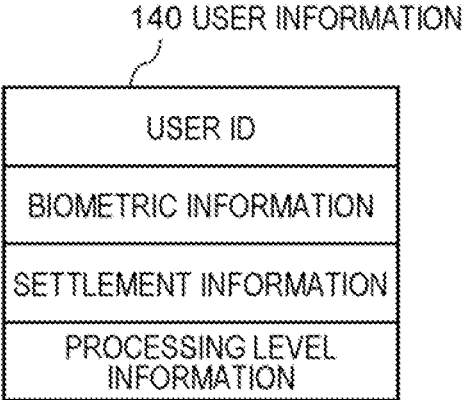 140 USER INFORMATION
USER ID
BIOMETRIC INFORMATION
SETTLEMENT INFORMATION
PROCESSING LEVEL
INFORMATION